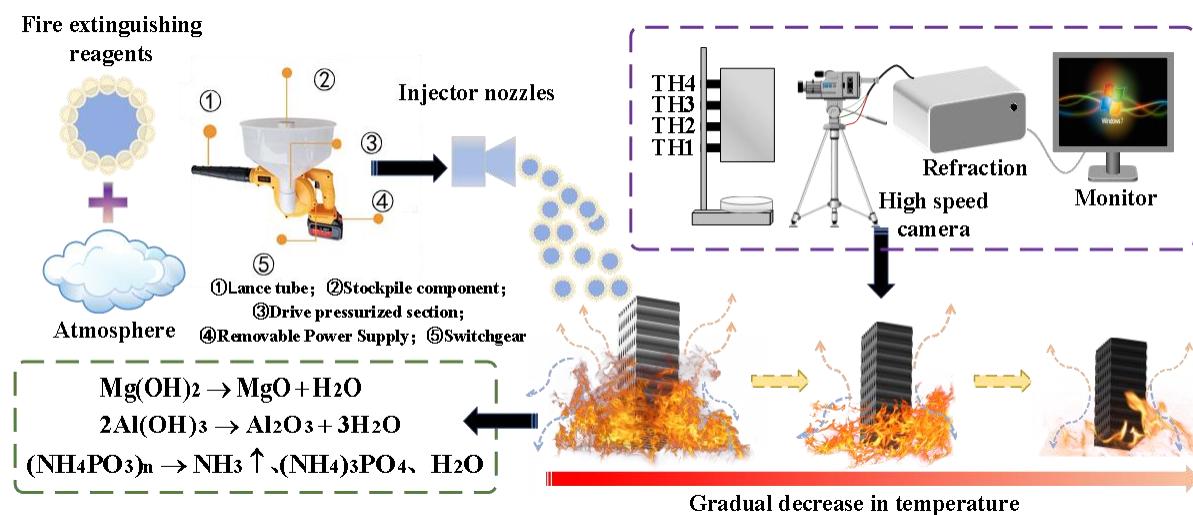 Fire extinguishing
reagents
Atmosphere
①
②
③
④
⑤
①Lance tube; ②Stockpile component;
③Drive pressurized section;
④Removable Power Supply; ⑤Switchgear
Injector nozzles
TH4
TH3
TH2
TH1
High speed
camera
Refraction
Windows 7
Monitor
Mg(OH)2→MgO+H2O
2Al(OH)3→Al2O3+3H2O
(NH4PO3)n→NH3↑、(NH4)3PO4、H2O
Gradual decrease in temperature